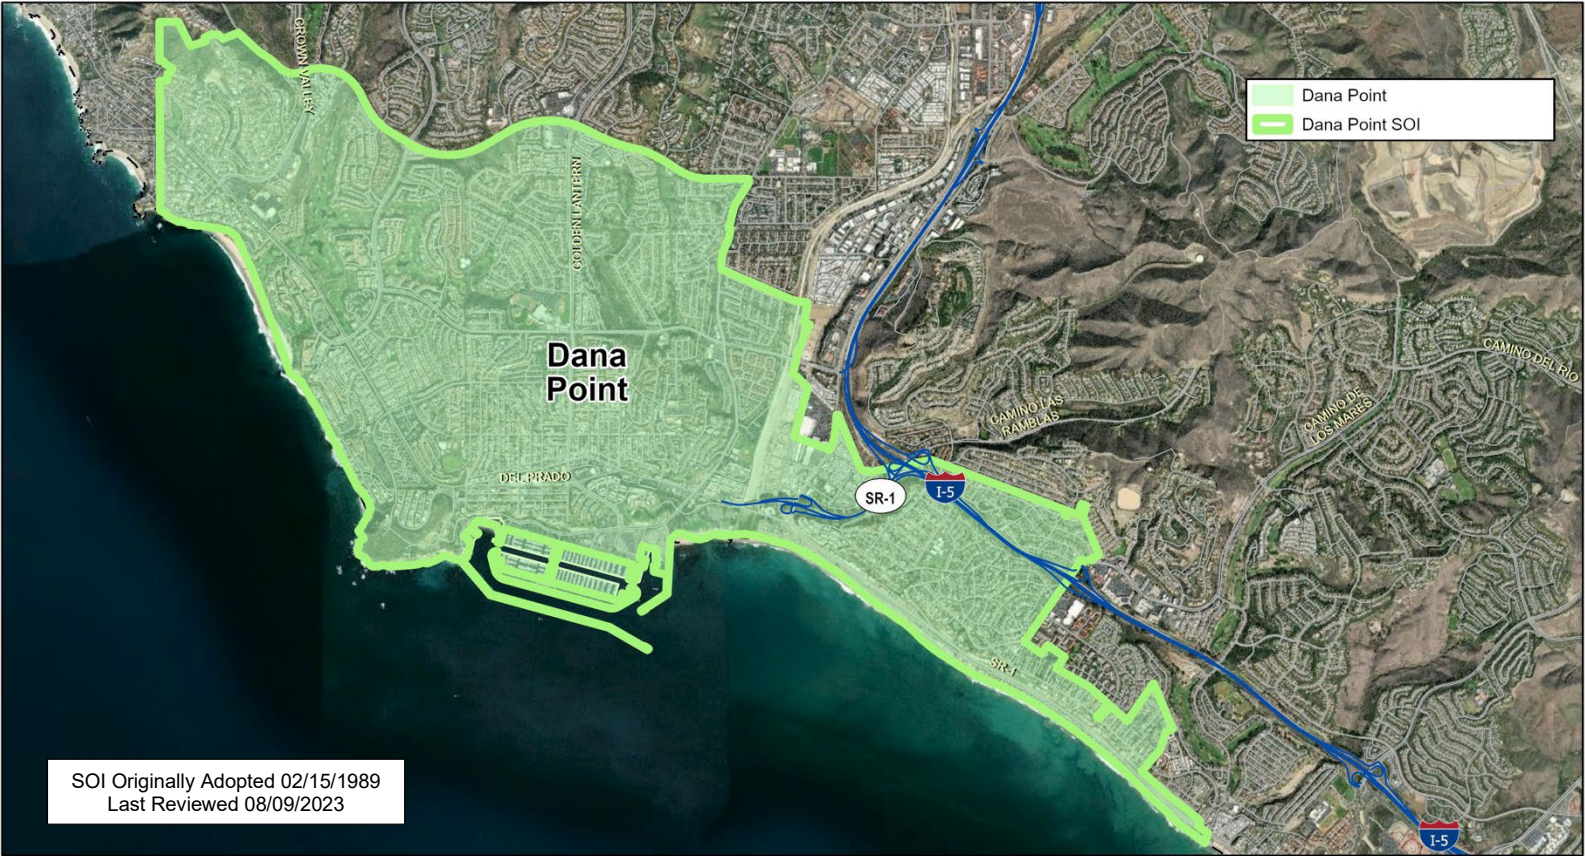 CROWN VALLEY
Dana Point
Dana Point SOI
GOLDEN LANTERN
Dana
Point
CAMINO DEL RIO
CAMINO LAS
RAMBLAS
CAMINO DE
LOS MARES
DEL PRADO
SR-1
I-5
SR-1
SOI Originally Adopted 02/15/1989
Last Reviewed 08/09/2023
I-5